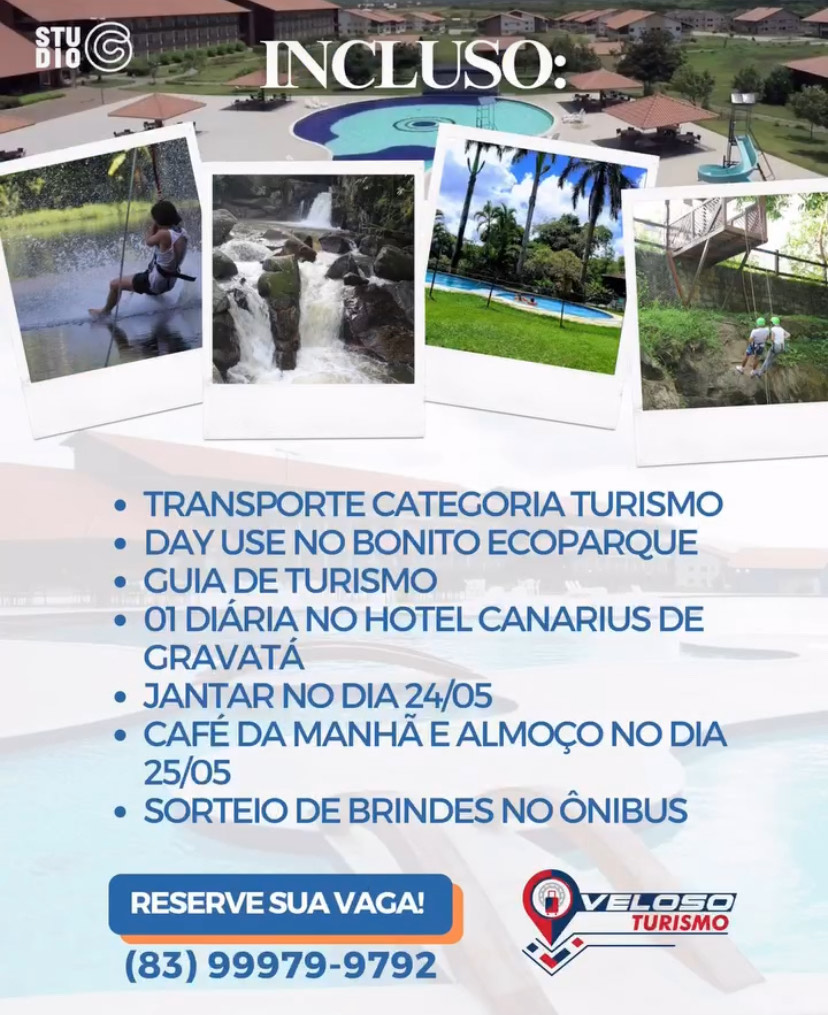 STU
DIO
INCLUSO:
• TRANSPORTE CATEGORIA TURISMO
• DAY USE NO BONITO ECOPARQUE
• GUIA DE TURISMO
• 01 DIÁRIA NO HOTEL CANARIUS DE
GRAVATÁ
• JANTAR NO DIA 24/05
• CAFÉ DA MANHÃ E ALMOÇO NO DIA
25/05
• SORTEIO DE BRINDES NO ÔNIBUS
RESERVE SUA VAGA!
(83) 99979-9792
VELOSO
TURISMO